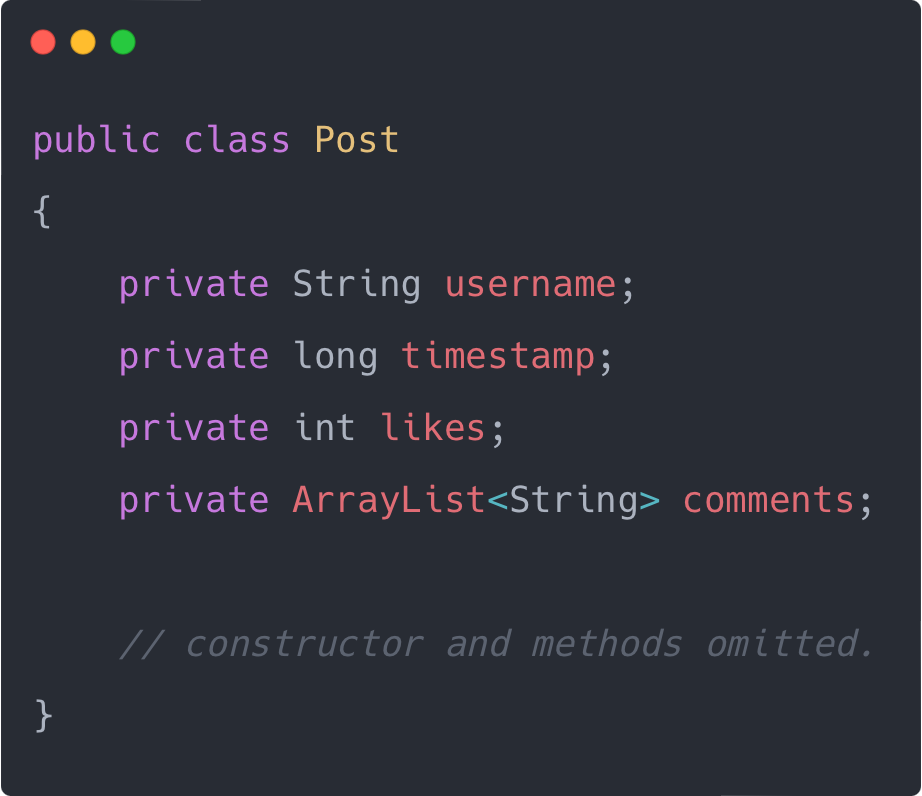 public class Post
{
    private String username;
    private long timestamp;
    private int likes;
    private ArrayList<String> comments;

    // constructor and methods omitted.
}